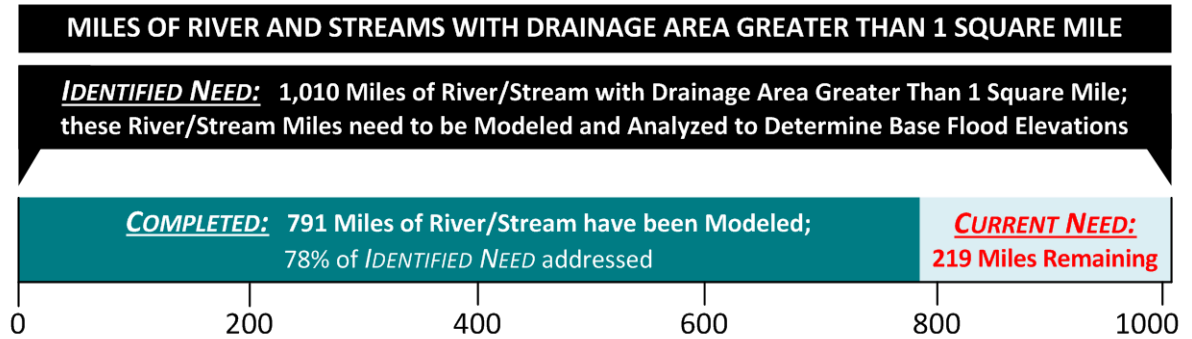 MILES OF RIVER AND STREAMS WITH DRAINAGE AREA GREATER THAN 1 SQUARE MILE
IDENTIFIED NEED: 1,010 Miles of River/Stream with Drainage Area Greater Than 1 Square Mile;
these River/Stream Miles need to be Modeled and Analyzed to Determine Base Flood Elevations
COMPLETED: 791 Miles of River/Stream have been Modeled;
78% of IDENTIFIED NEED addressed
CURRENT NEED:
219 Miles Remaining
0 200 400 600 800 1000